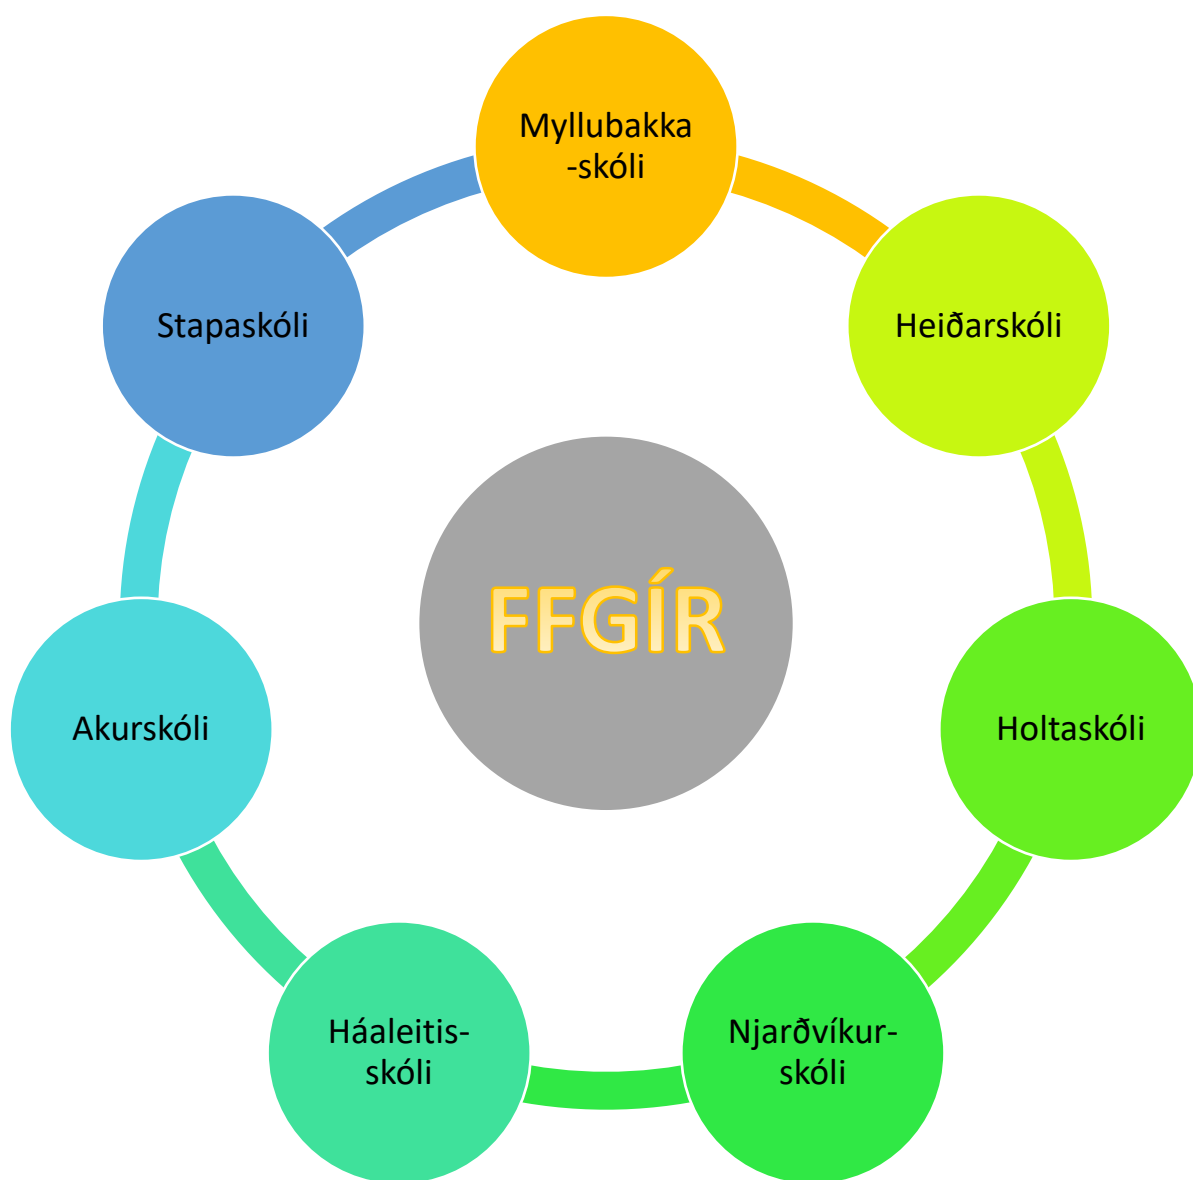 Myllubakka
-skóli
Heiðarskóli
Holtaskóli
Njarðvíkur-
skóli
Háaleitis-
skóli
Akurskóli
Stapaskóli
FFGÍR